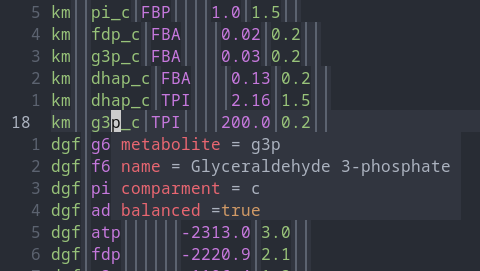 5 km││pi_c│FBP│││││1.0│1.5││
4 km││fdp_c│FBA││││0.02│0.2││
3 km││g3p_c│FBA││││0.03│0.2││
2 km││dhap_c│FBA││││0.13│0.2││
1 km││dhap_c│TPI││││2.16│1.5││
18 km││g3p_c│TPI││││200.0│0.2││
1 dgf g6 metabolite = g3p
2 dgf f6 name = Glyceraldehyde 3-phosphate
3 dgf pi comparment = c
4 dgf ad balanced =true
5 dgf│atp││││││-2313.0│3.0││
6 dgf│fdp││││││-2220.9│2.1││